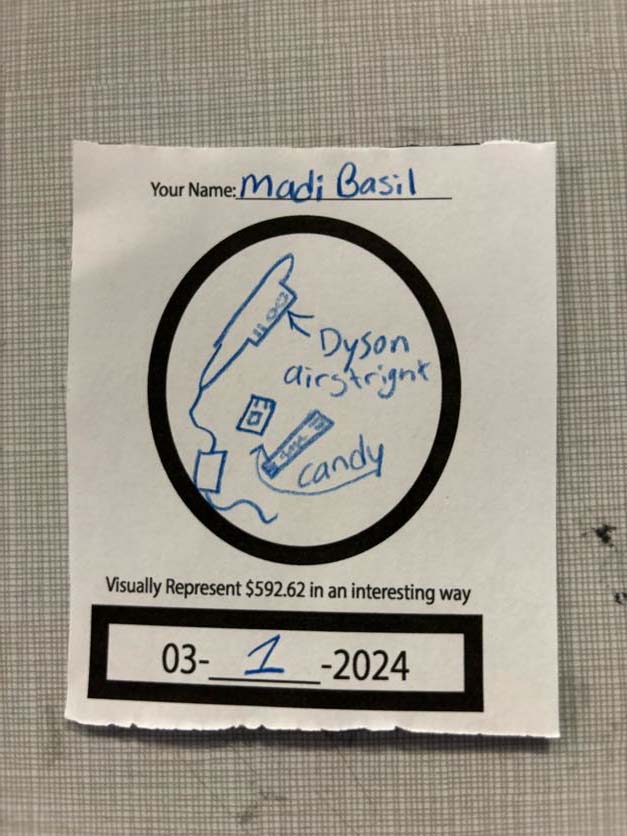 Your Name: Madi Basil
Dyson
airstright
candy
Visually Represent $592.62 in an interesting way
03- 1 -2024